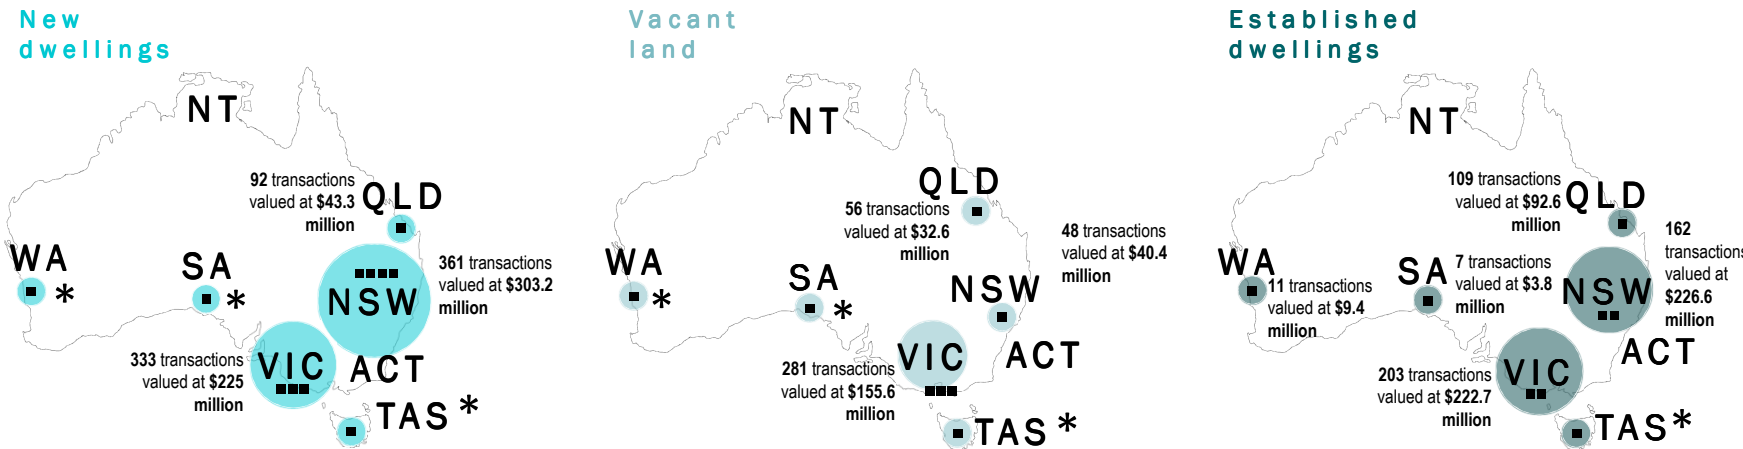 New
dwellings
NT
92 transactions
valued at $43.3
million
QLD
WA
*
SA
*
361 transactions
valued at $303.2
million
NSW
333 transactions
valued at $225
million
VIC
ACT
TAS *
Vacant
land
NT
QLD
56 transactions
valued at $32.6
million
48 transactions
valued at $40.4
million
WA
*
SA
*
NSW
281 transactions
valued at $155.6
million
VIC
ACT
TAS *
Established
dwellings
NT
109 transactions
valued at $92.6
million
QLD
162
transactions
valued at
$226.6
million
WA
11 transactions
valued at $9.4
million
SA
7 transactions
valued at $3.8
million
NSW
203 transactions
valued at $222.7
million
VIC
ACT
TAS *